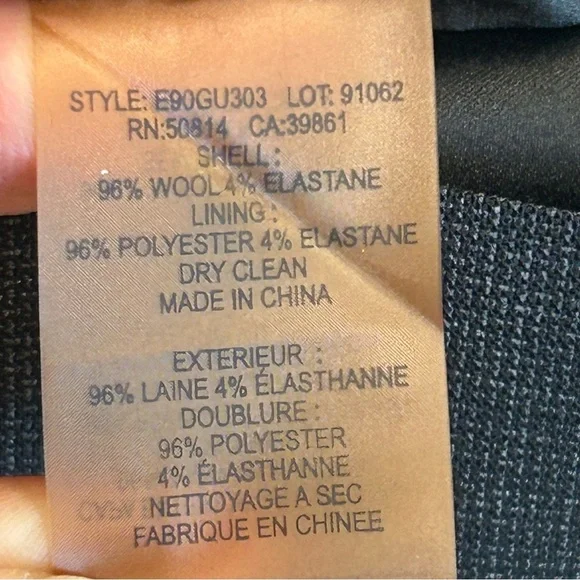 STYLE: E90GU303 LOT: 91062
RN:50814 CA:39861
SHELL:
96% WOOL 4% ELASTANE
LINING:
96% POLYESTER 4% ELASTANE
DRY CLEAN
MADE IN CHINA
EXTERIEUR :
96% LAINE 4% ÉLASTHANNE
DOUBLURE :
96% POLYESTER
4% ÉLASTHANNE
NETTOYAGE A SEC
FABRIQUE EN CHINEE